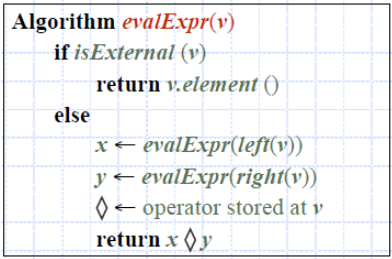 Algorithm evalExpr(v)
if isExternal (v)
return v.element ()
else
x ← evalExpr(left(v))
y ← evalExpr(right(v))
◊ ← operator stored at v
return x ◊ y